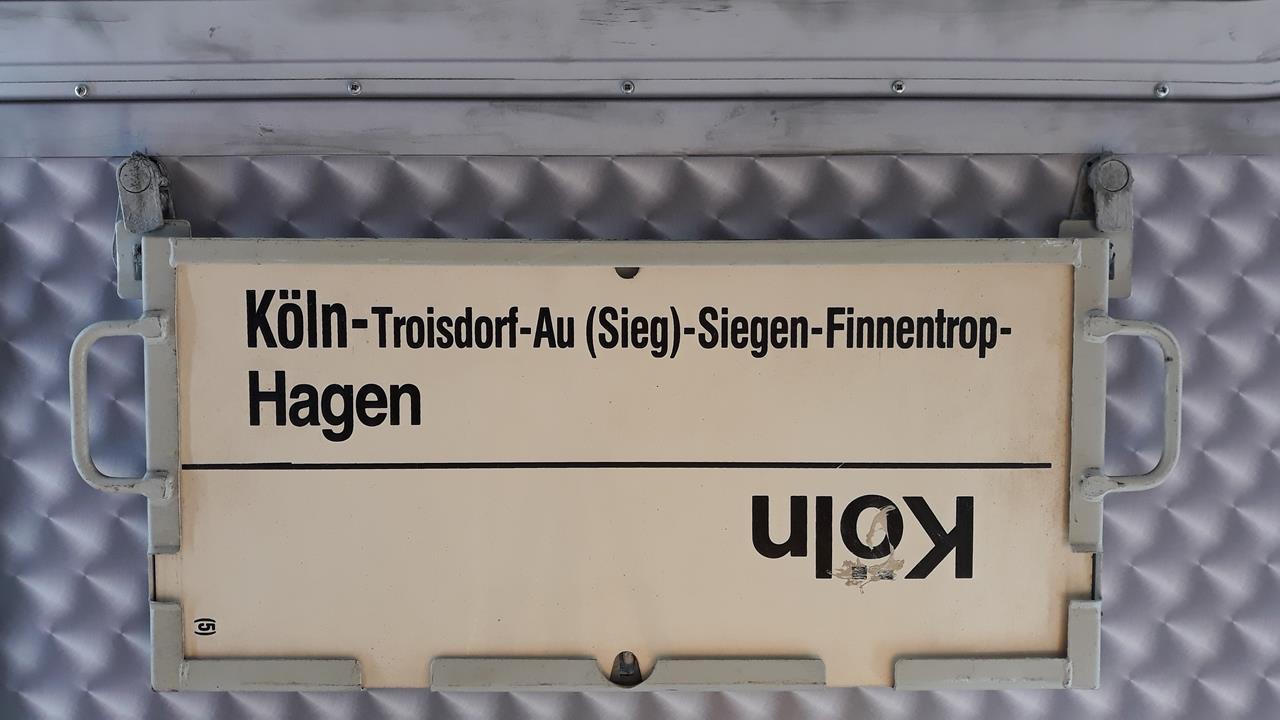 Köln-Troisdorf-Au (Sieg)-Siegen-Finnentrop-
Hagen
Köln
(5)